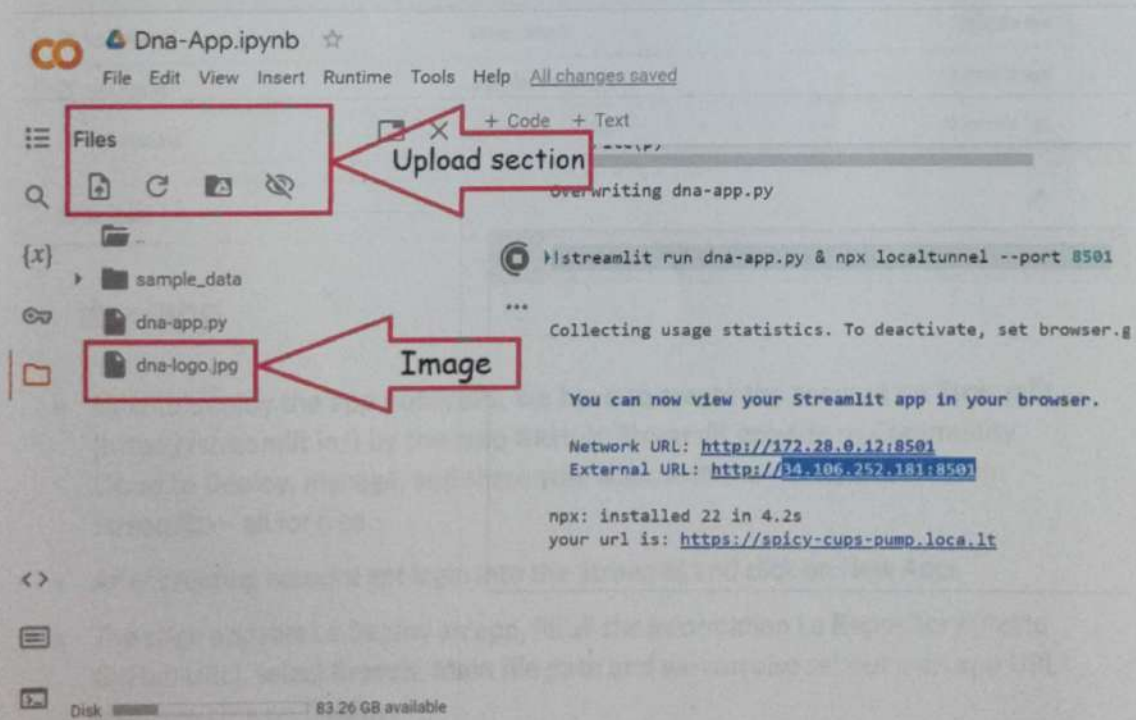 CO
Dna-App.ipynb
File Edit View Insert Runtime Tools Help All changes saved
Files
+ Code + Text
Upload section
Overwriting dna-app.py
..
{x}
sample_data
!streamlit run dna-app.py & npx localtunnel --port 8501
dna-app.py
...
Collecting usage statistics. To deactivate, set browser.g
dna-logo.jpg
Image
You can now view your Streamlit app in your browser.
Network URL: http://172.28.0.12:8501
External URL: http://34.106.252.181:8501
npx: installed 22 in 4.2s
your url is: https://spicy-cups-pump.loca.lt
<>
Disk 83.26 GB available